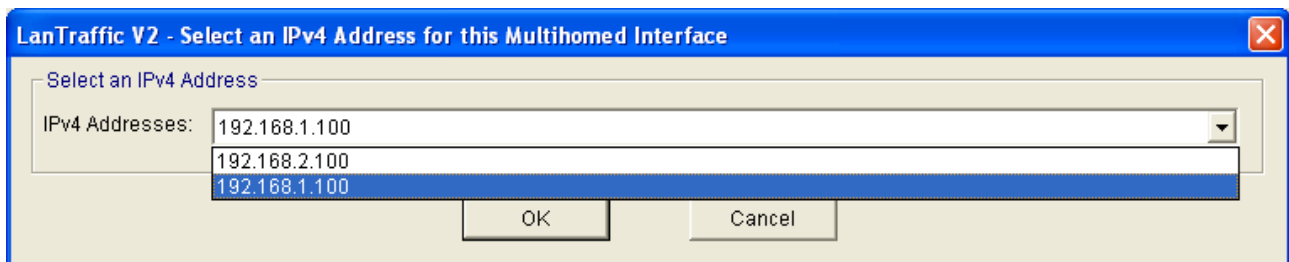 LanTraffic V2 - Select an IPv4 Address for this Multihomed Interface
Select an IPv4 Address
IPv4 Addresses: 192.168.1.100
192.168.2.100
192.168.1.100
OK Cancel